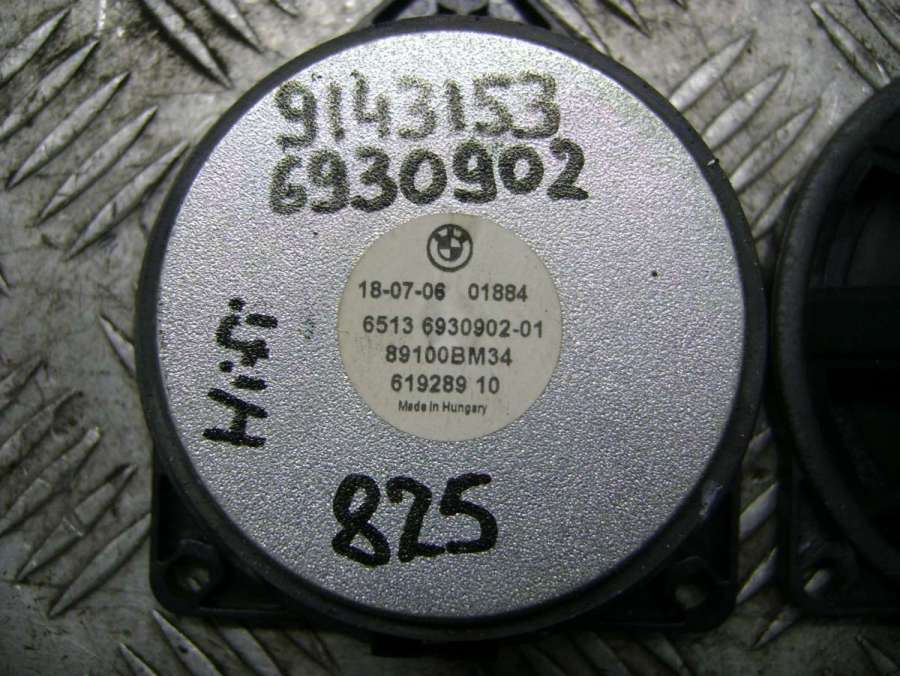 9143153
6930902
18-07-06 01884
6513 6930902-01
89100BM34
619289 10
Made in Hungary
Hifi
825